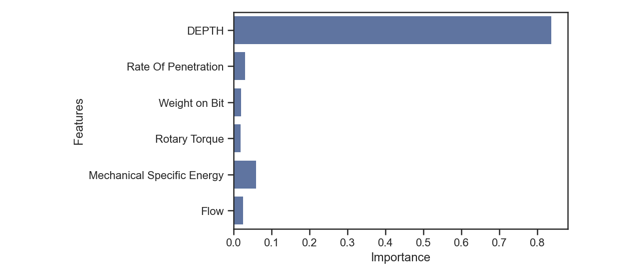 DEPTH
Rate Of Penetration
Weight on Bit
Rotary Torque
Mechanical Specific Energy
Flow
Features
0.0 0.1 0.2 0.3 0.4 0.5 0.6 0.7 0.8
Importance